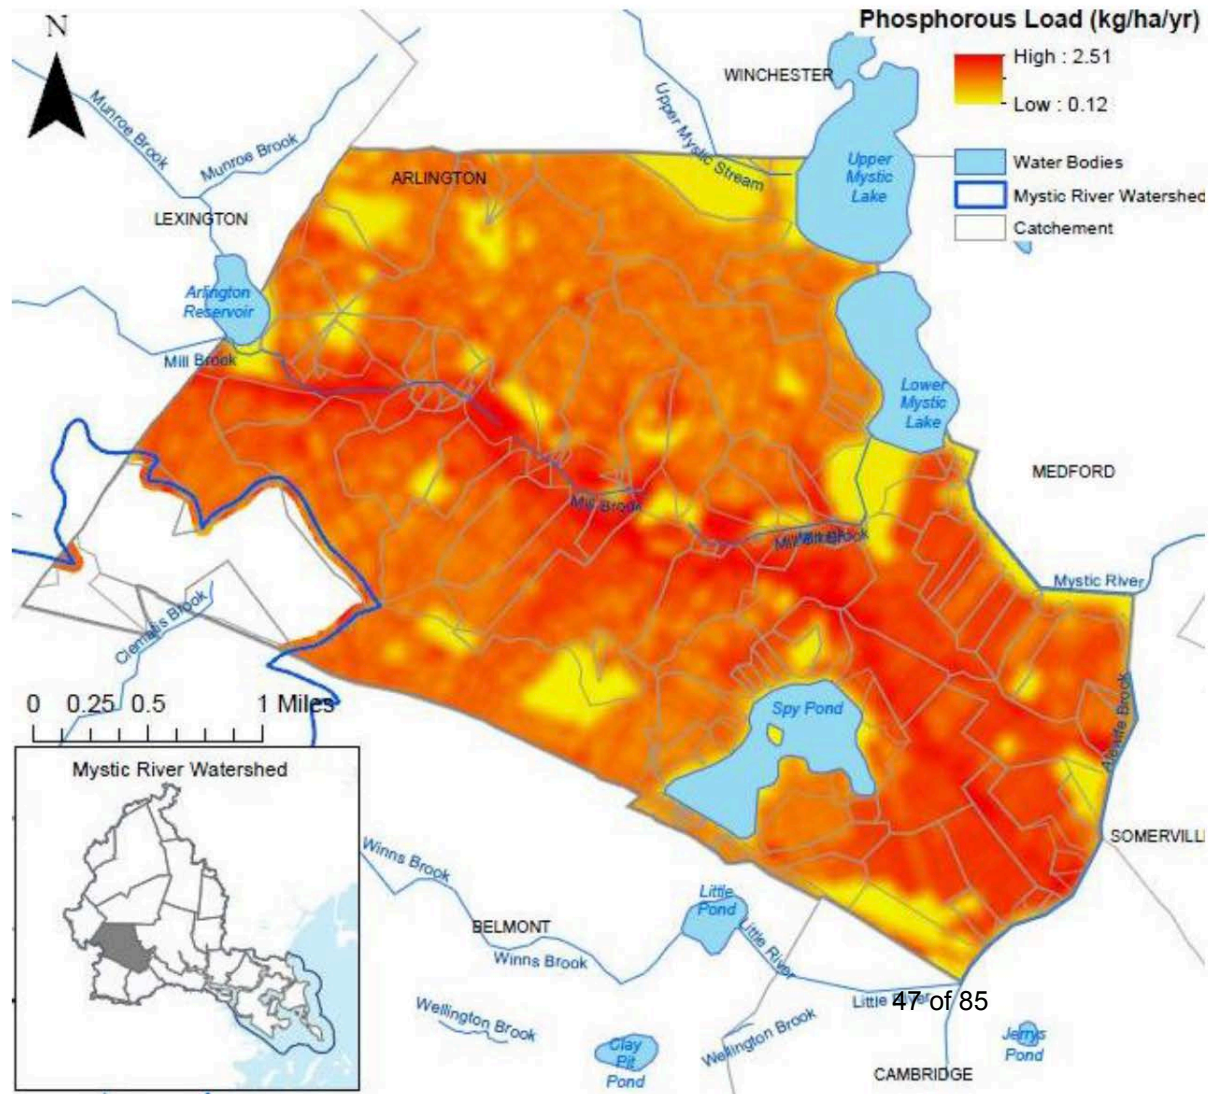 Phosphorous Load (kg/ha/yr)
High : 2.51
Low : 0.12
Water Bodies
Mystic River Watershed
Catchement
N
WINCHESTER
Munroe Brook
Munroe Brook
Upper Mystic Stream
Upper
Mystic
Lake
ARLINGTON
LEXINGTON
Arlington
Reservoir
Mill Brook
Lower
Mystic
Lake
MEDFORD
Mill Brook
Mill Brook
Mystic River
Clematis Brook
0 0.25 0.5 1 Miles
Spy Pond
Alewife Brook
Mystic River Watershed
SOMERVILL
Winns Brook
Little
Pond
BELMONT
Little River
Winns Brook
Little River
47 of 85
Wellington Brook
Wellington Brook
Clay
Pit
Pond
Jerrys
Pond
CAMBRIDGE